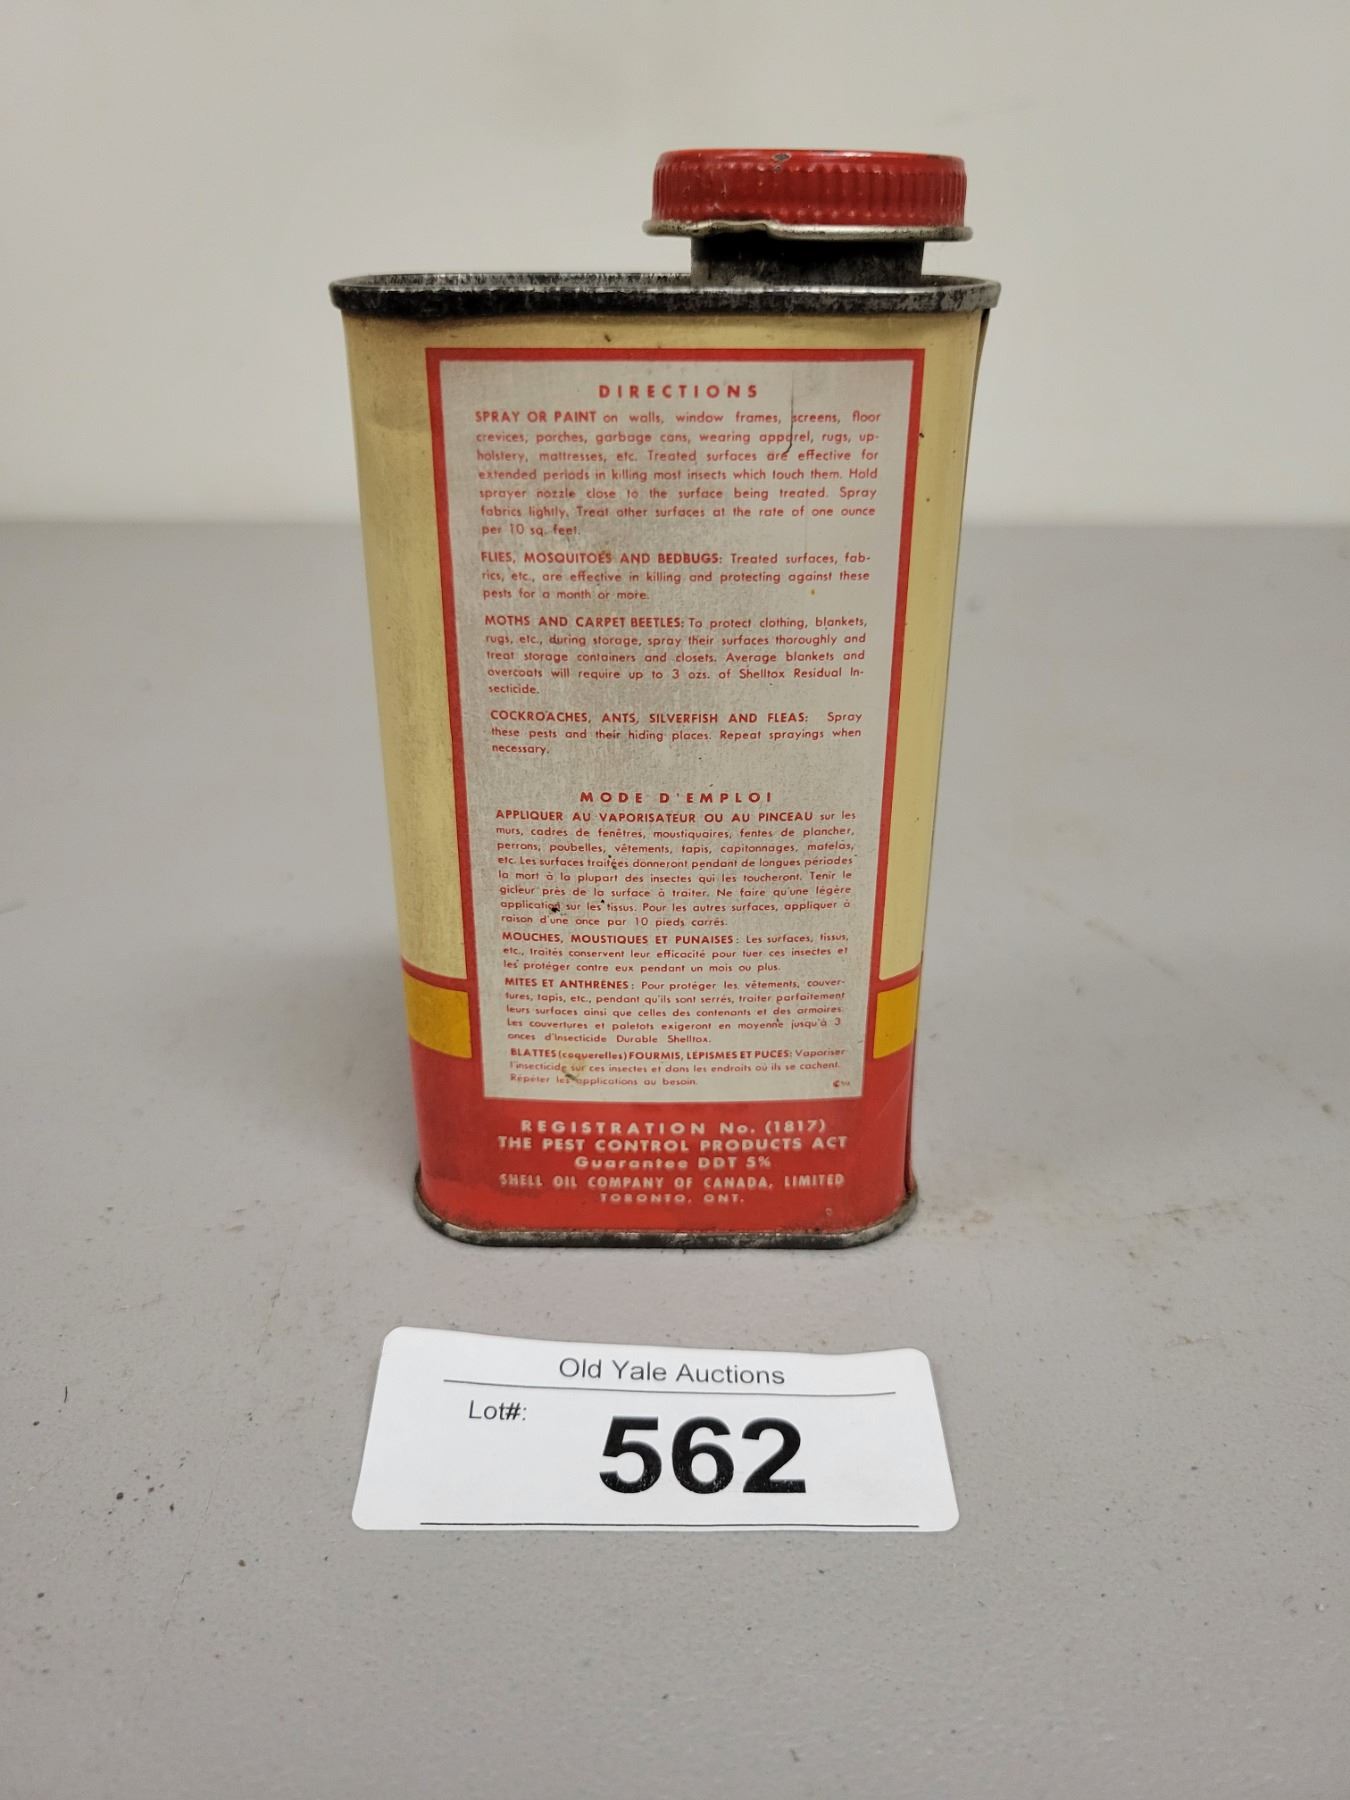 DIRECTIONS
SPRAY OR PAINT on walls, window frames, screens, floor
crevices, porches, garbage cans, wearing apparel, rugs, up-
holstery, mattresses, etc. Treated surfaces are effective for
extended periods in killing most insects which touch them. Hold
sprayer nozzle close to the surface being treated. Spray
fabrics lightly. Treat other surfaces at the rate of one ounce
per 10 sq. feet.
FLIES, MOSQUITOES AND BEDBUGS: Treated surfaces, fab-
rics, etc., are effective in killing and protecting against these
pests for a month or more.
MOTHS AND CARPET BEETLES: To protect clothing, blankets,
rugs, etc., during storage, spray their surfaces thoroughly and
treat storage containers and closets. Average blankets and
overcoats will require up to 3 ozs. of Shelltox Residual In-
secticide.
COCKROACHES, ANTS, SILVERFISH AND FLEAS: Spray
these pests and their hiding places. Repeat sprayings when
necessary.
MODE D'EMPLOI
APPLIQUER AU VAPORISATEUR OU AU PINCEAU sur les
murs, cadres de fenêtres, moustiquaires, fentes de plancher,
perrons, poubelles, vêtements, tapis, capitonnages, matelas,
etc. Les surfaces traitées donneront pendant de longues périodes
la mort à la plupart des insectes qui les toucheront. Tenir le
gicleur près de la surface à traiter. Ne faire qu'une légère
application sur les tissus. Pour les autres surfaces, appliquer à
raison d'une once par 10 pieds carrés.
MOUCHES, MOUSTIQUES ET PUNAISES: Les surfaces, tissus,
etc., traités conservent leur efficacité pour tuer ces insectes et
les protéger contre eux pendant un mois ou plus.
MITES ET ANTHRÈNES: Pour protéger les vêtements, couver-
tures, tapis, etc., pendant qu'ils sont serrés, traiter parfaitement
leurs surfaces ainsi que celles des contenants et des armoires.
Les couvertures et paletots exigeront en moyenne jusqu'à 3
onces d'Insecticide Durable Shelltox.
BLATTES (coquerelles) FOURMIS, LÉPISMES ET PUCES: Vaporiser
l'insecticide sur ces insectes et dans les endroits où ils se cachent.
Répéter les applications au besoin.
REGISTRATION No. (1817)
THE PEST CONTROL PRODUCTS ACT
Guarantee DDT 5%
SHELL OIL COMPANY OF CANADA, LIMITED
TORONTO, ONT.
Old Yale Auctions
Lot#:
562